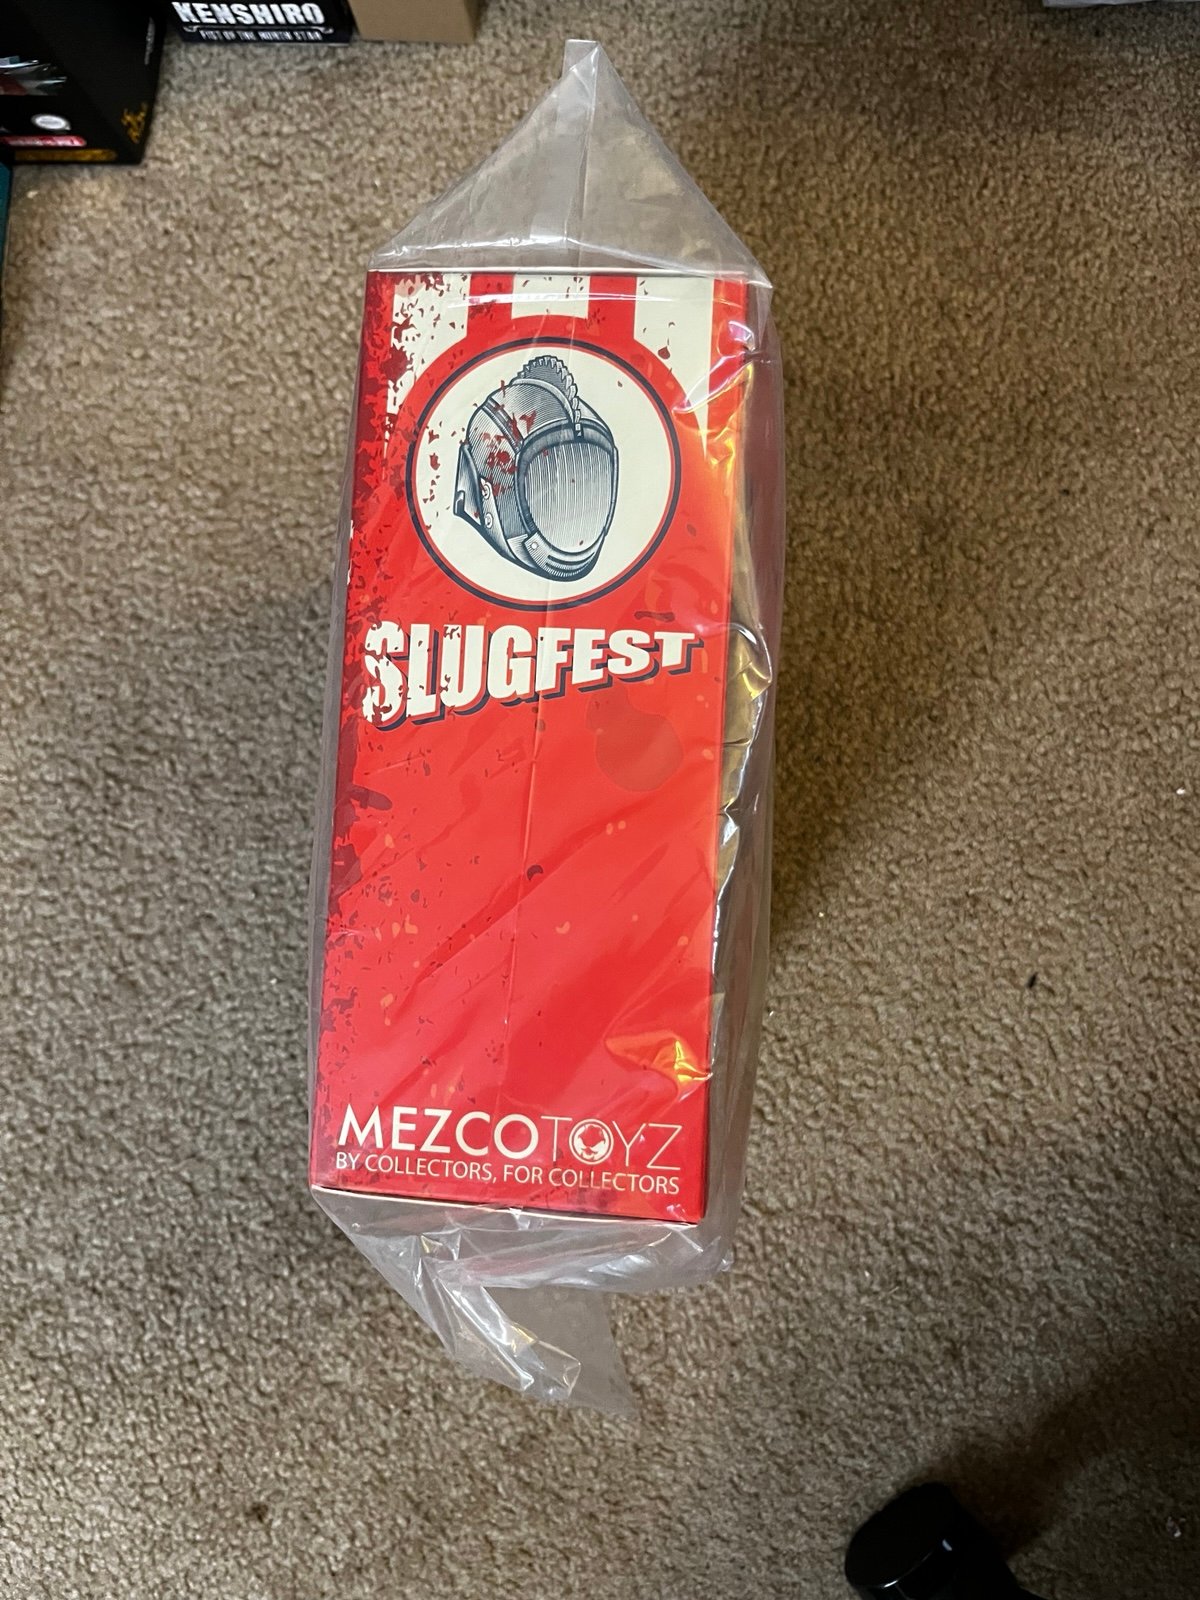 KENSHIRO
FIST OF THE NORTH STAR
SLUGFEST
MEZCOTOYZ
BY COLLECTORS, FOR COLLECTORS